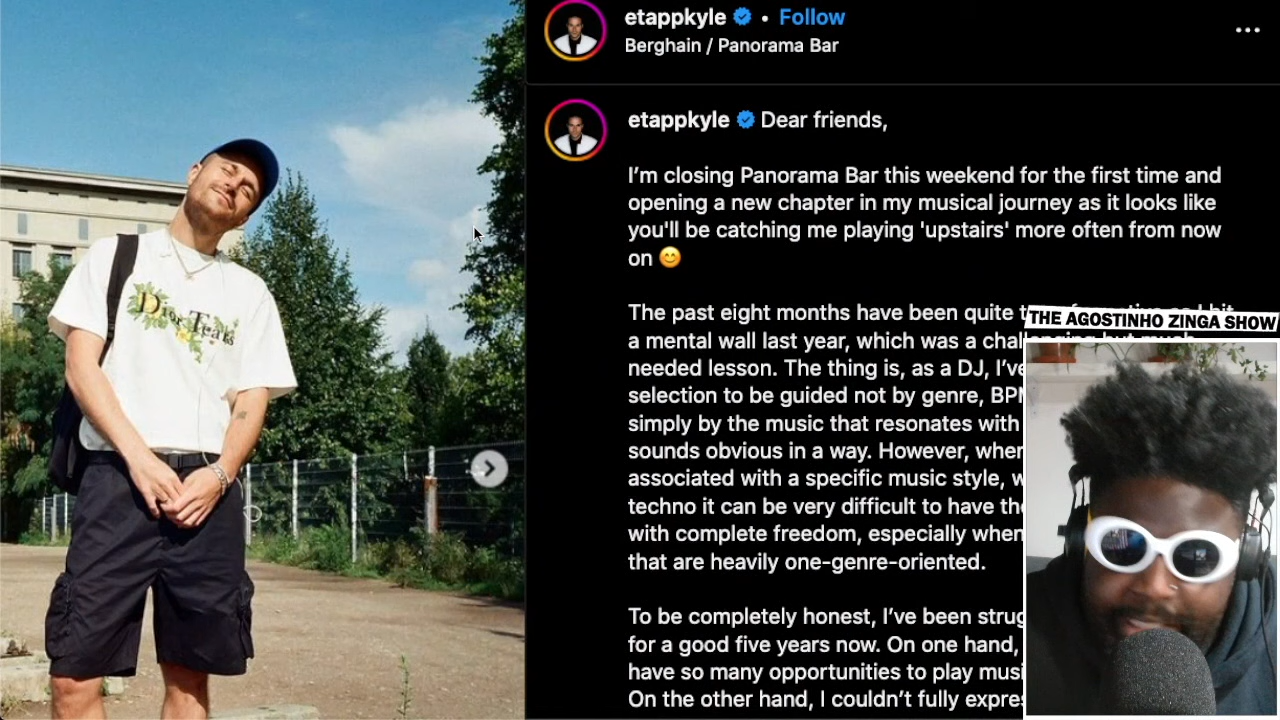 etappkyle • Follow
Berghain / Panorama Bar
etappkyle Dear friends,
I'm closing Panorama Bar this weekend for the first time and
opening a new chapter in my musical journey as it looks like
you'll be catching me playing 'upstairs' more often from now
on 😊
The past eight months have been quite
a mental wall last year, which was a challenging but much
needed lesson. The thing is, as a DJ, I've
selection to be guided not by genre, BPM
simply by the music that resonates with
sounds obvious in a way. However, when
associated with a specific music style,
techno it can be very difficult to have
with complete freedom, especially when
that are heavily one-genre-oriented.
To be completely honest, I've been
for a good five years now. On one hand,
have so many opportunities to play
On the other hand, I couldn't fully
THE AGOSTINHO ZINGA SHOW